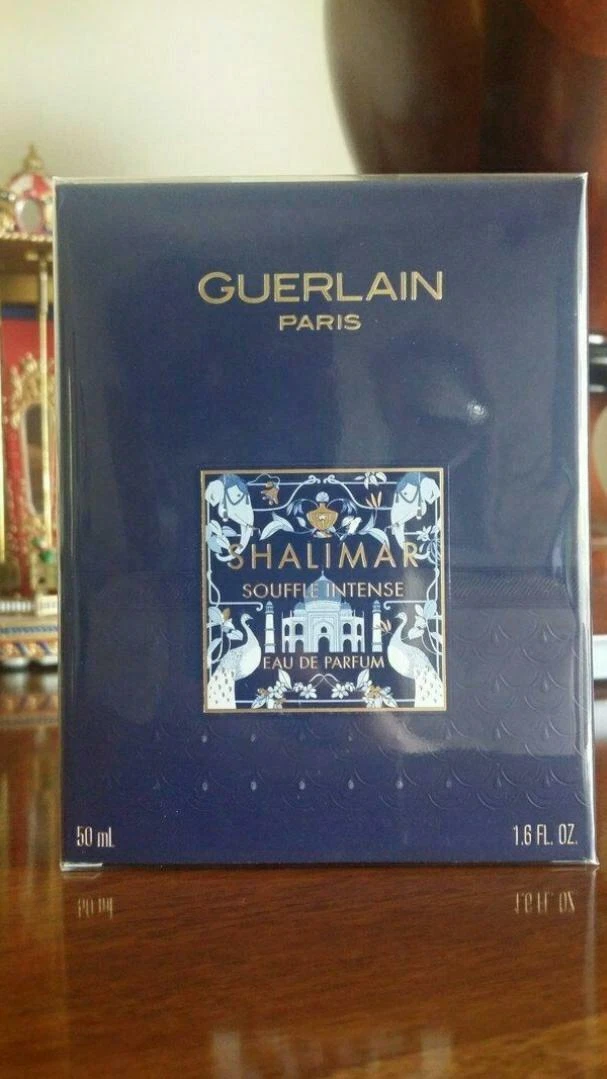 GUERLAIN
PARIS
SHALIMAR
SOUFFLE INTENSE
EAU DE PARFUM
50 mL 1.6 FL. OZ.